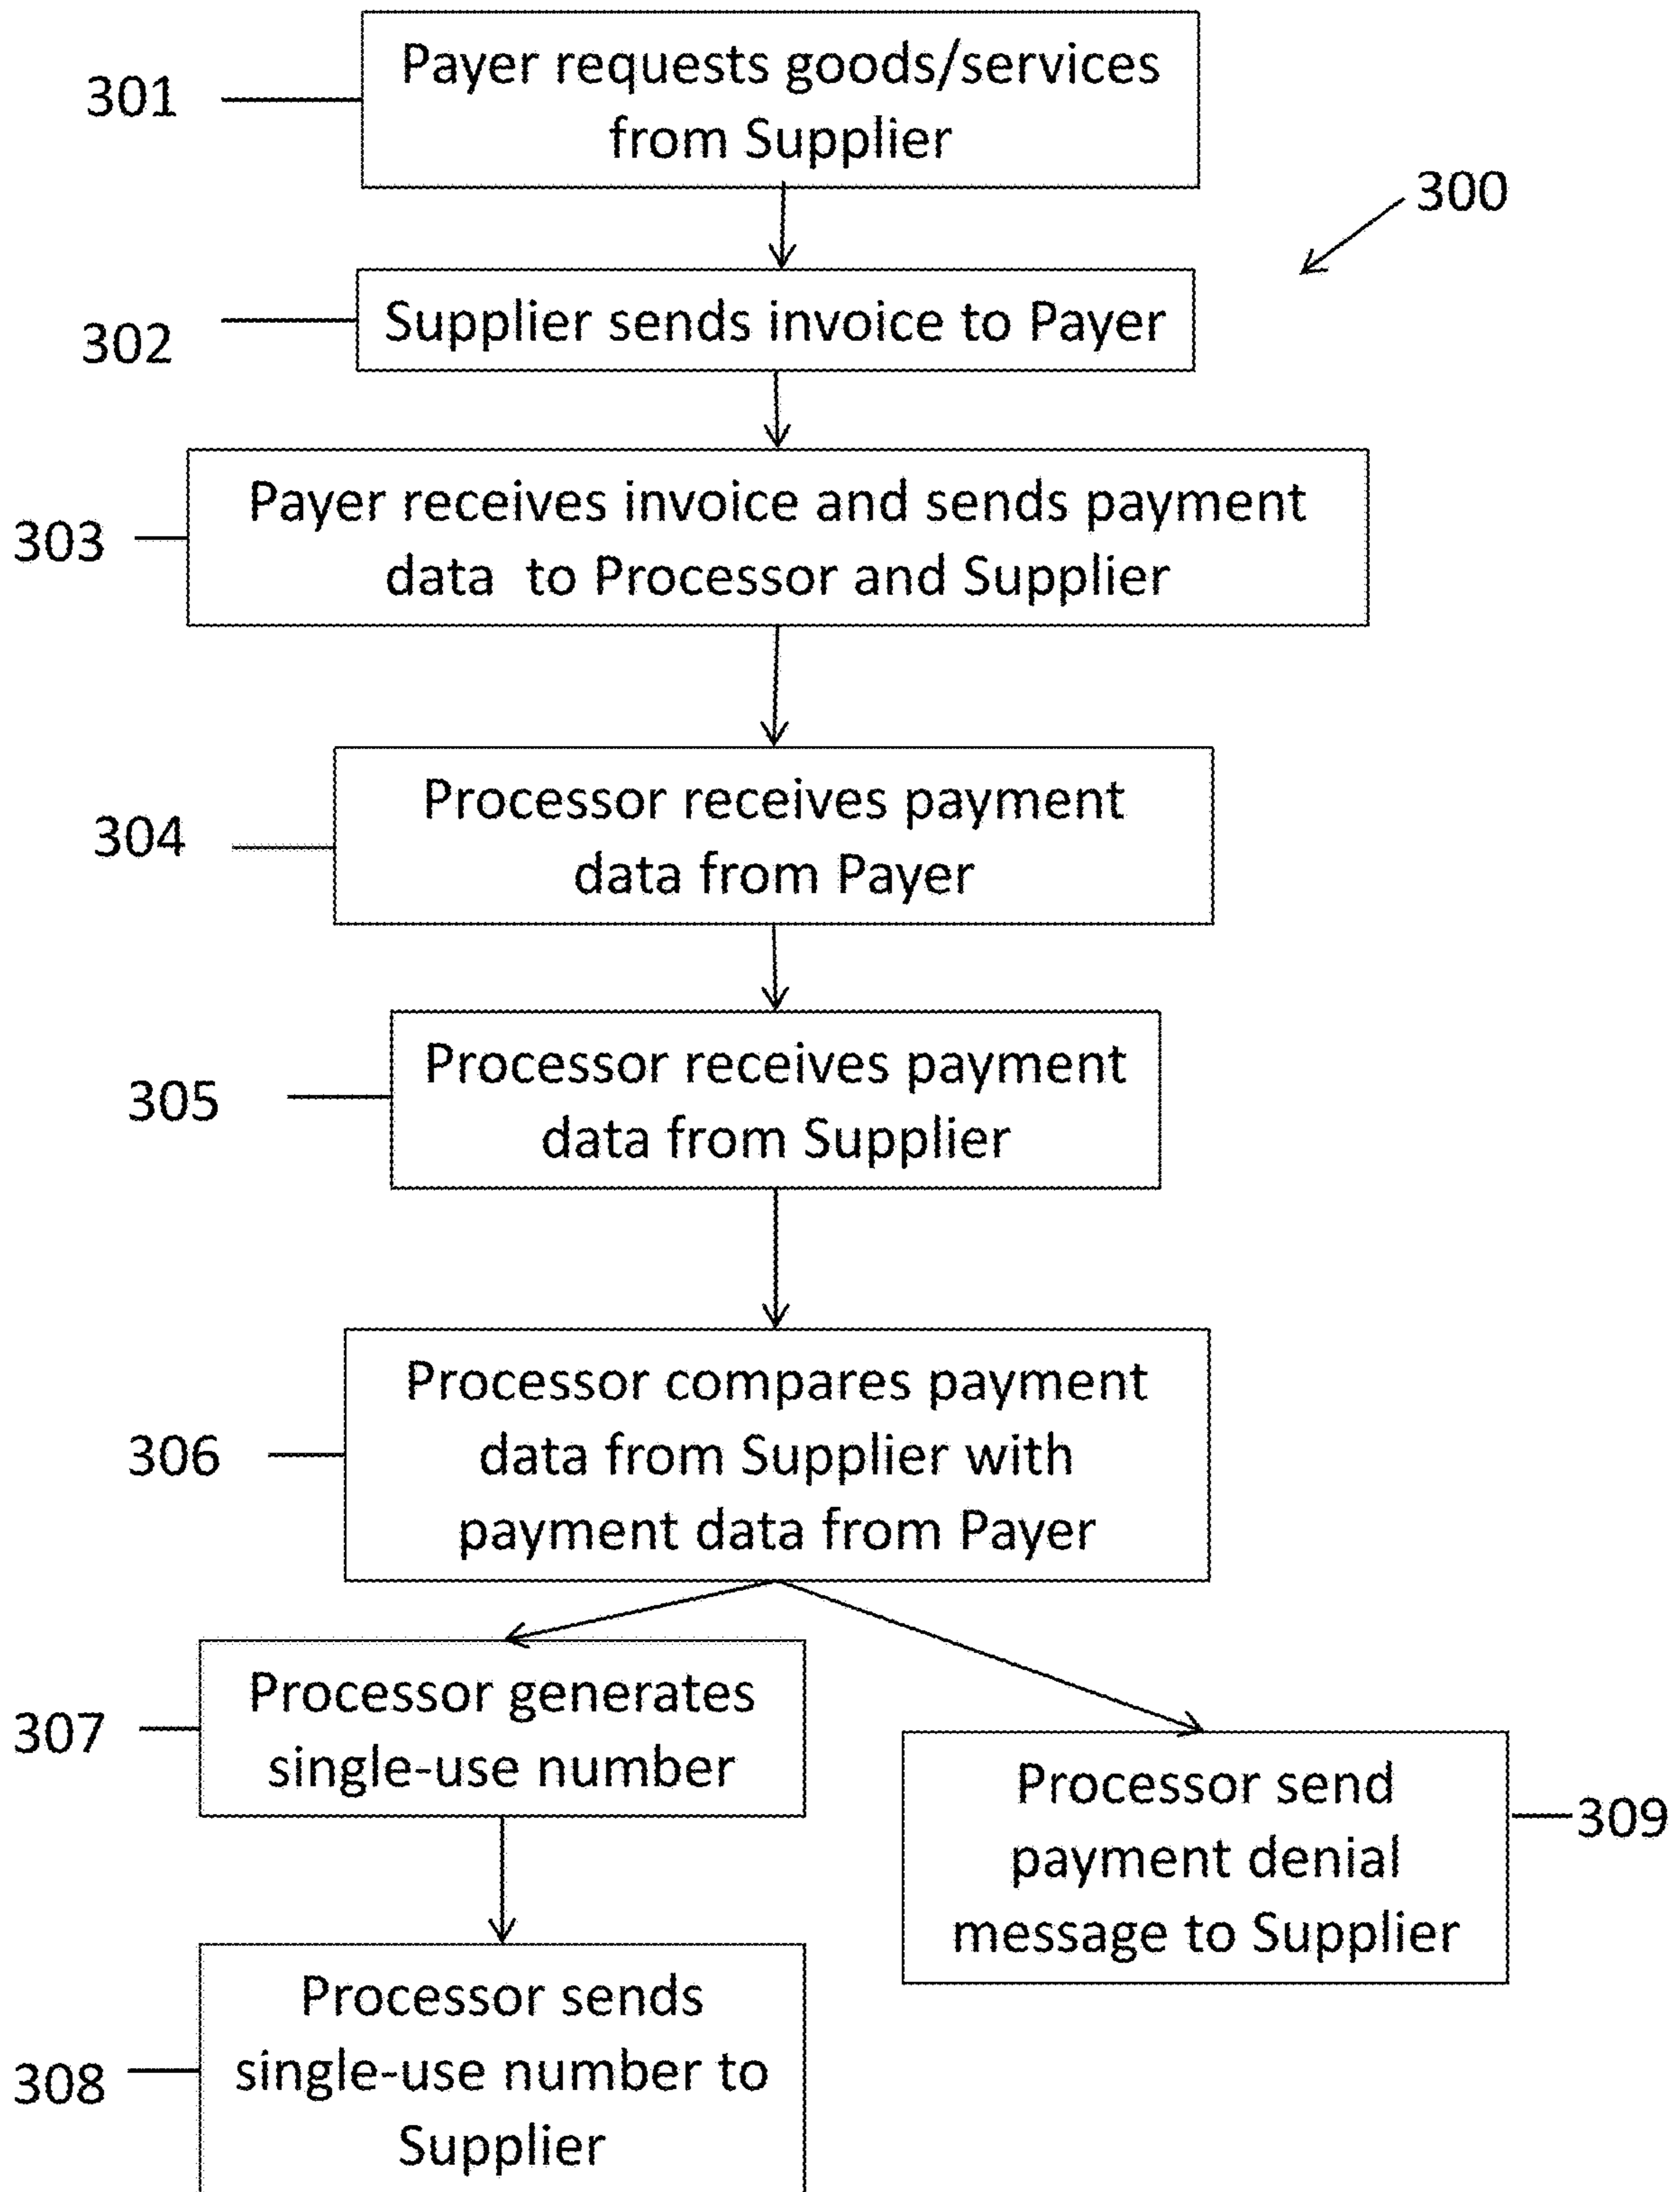 301
Payer requests goods/services
from Supplier
300
302
Supplier sends invoice to Payer
303
Payer receives invoice and sends payment
data to Processor and Supplier
304
Processor receives payment
data from Payer
305
Processor receives payment
data from Supplier
306
Processor compares payment
data from Supplier with
payment data from Payer
307
Processor generates
single-use number
Processor send
payment denial
message to Supplier
309
308
Processor sends
single-use number to
Supplier